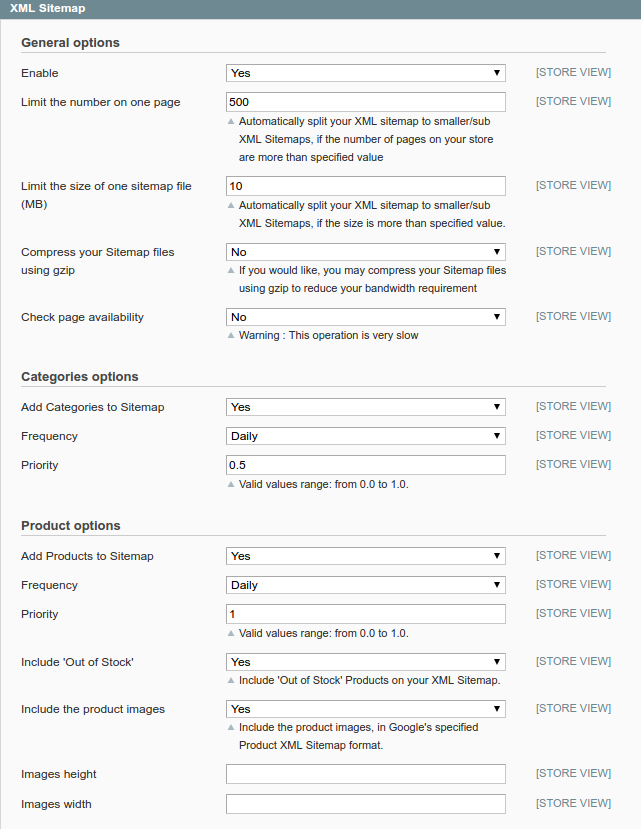 XML Sitemap
General options
Enable Yes [STORE VIEW]
Limit the number on one page 500 [STORE VIEW]
Automatically split your XML sitemap to smaller/sub
XML Sitemaps, if the number of pages on your store
are more than specified value
Limit the size of one sitemap file 10 [STORE VIEW]
(MB) Automatically split your XML sitemap to smaller/sub
XML Sitemaps, if the size is more than specified value.
Compress your Sitemap files No [STORE VIEW]
using gzip If you would like, you may compress your Sitemap files
using gzip to reduce your bandwidth requirement
Check page availability No [STORE VIEW]
Warning : This operation is very slow
Categories options
Add Categories to Sitemap Yes [STORE VIEW]
Frequency Daily [STORE VIEW]
Priority 0.5 [STORE VIEW]
Valid values range: from 0.0 to 1.0.
Product options
Add Products to Sitemap Yes [STORE VIEW]
Frequency Daily [STORE VIEW]
Priority 1 [STORE VIEW]
Valid values range: from 0.0 to 1.0.
Include 'Out of Stock' Yes [STORE VIEW]
Include 'Out of Stock' Products on your XML Sitemap.
Include the product images Yes [STORE VIEW]
Include the product images, in Google's specified
Product XML Sitemap format.
Images height [STORE VIEW]
Images width [STORE VIEW]